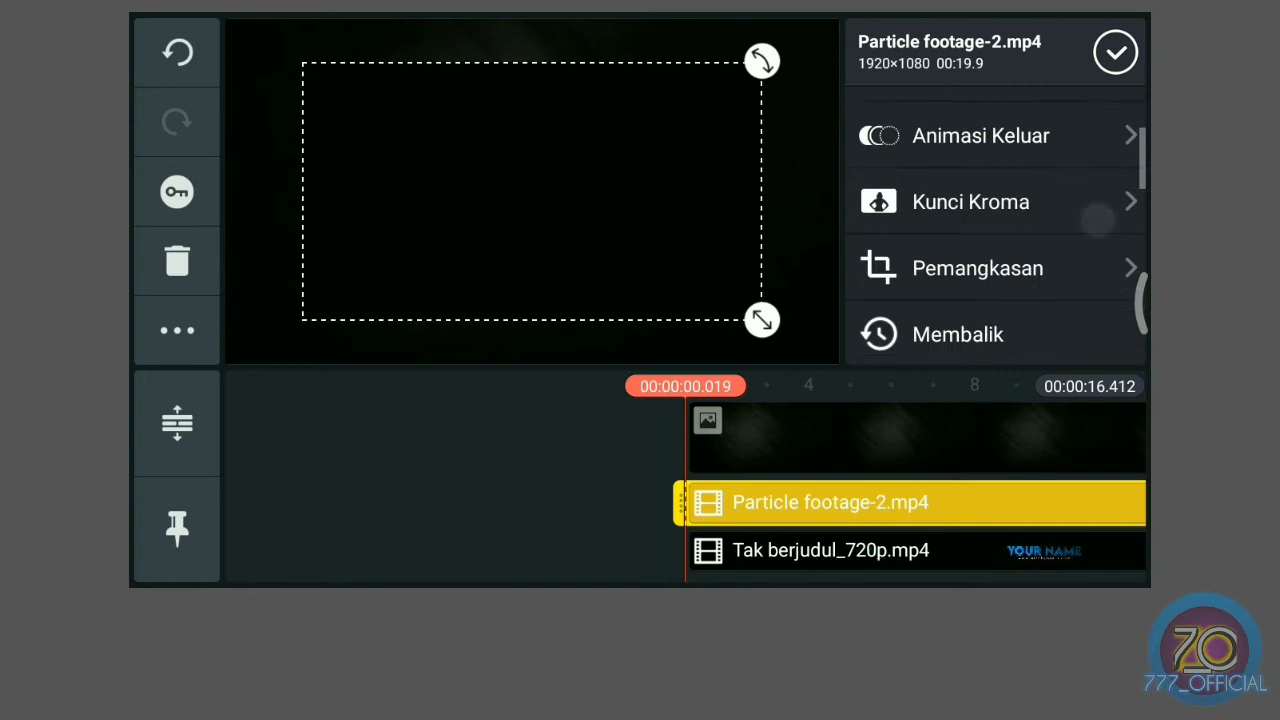 Particle footage-2.mp4
1920×1080 00:19.9
Animasi Keluar
Kunci Kroma
Pemangkasan
Membalik
00:00:00.019
4
8
00:00:16.412
Particle footage-2.mp4
Tak berjudul_720p.mp4
YOUR NAME
ZO
777_OFFICIAL